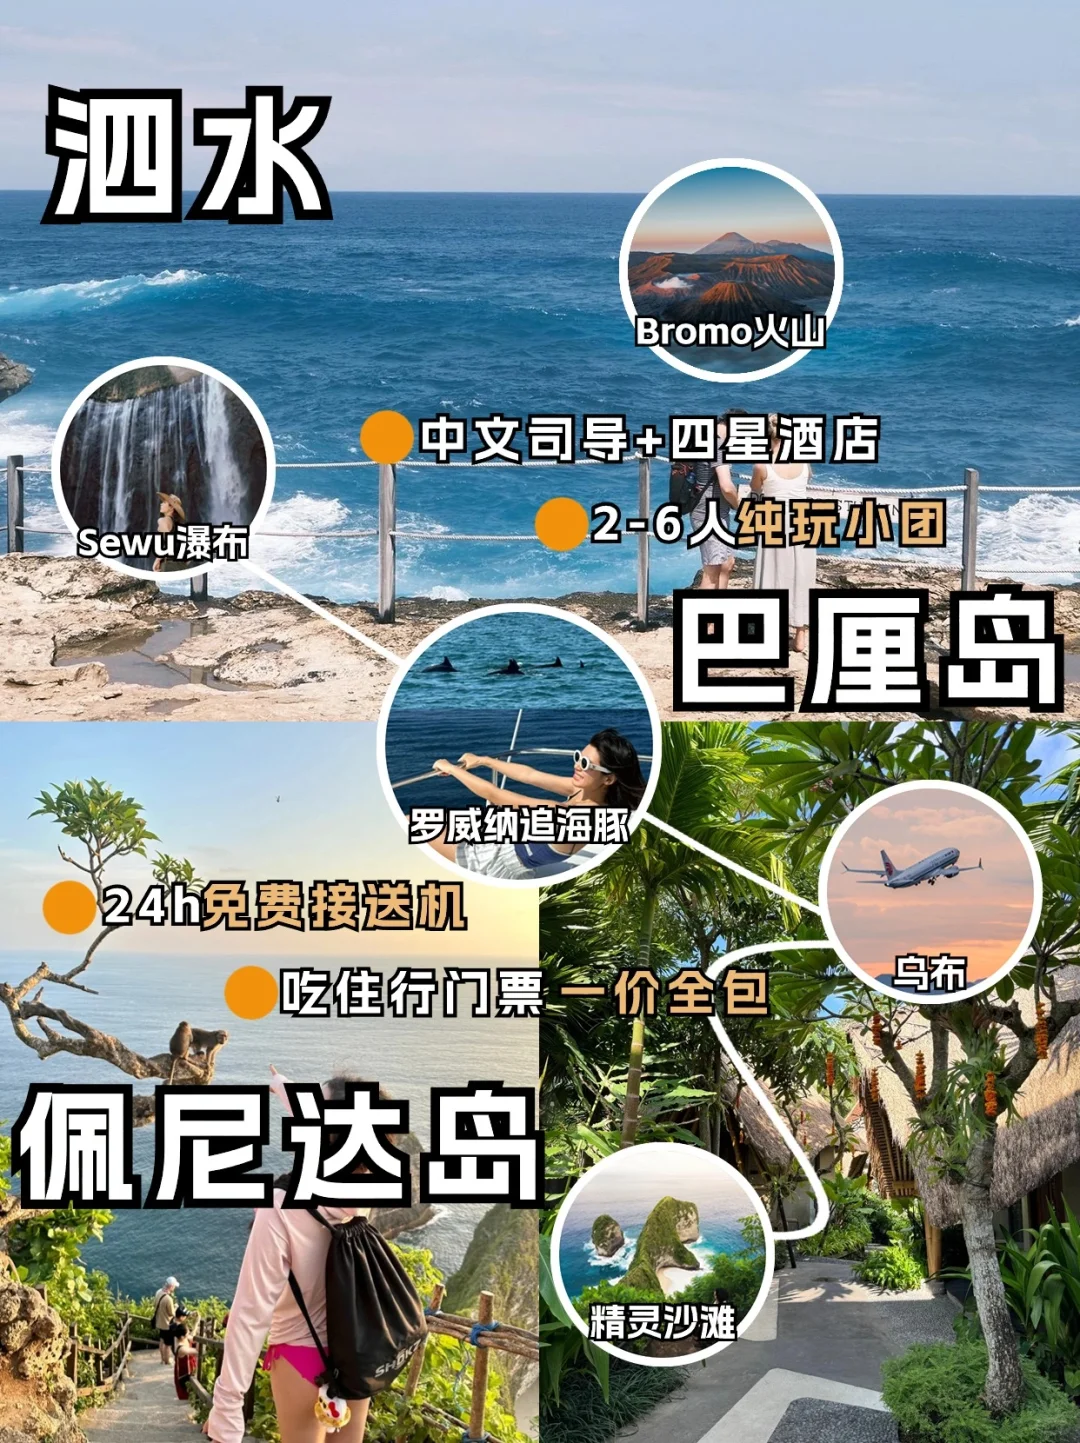 泗水
Bromo火山
中文司导+四星酒店
Sewu瀑布
2-6人纯玩小团
巴厘岛
罗威纳追海豚
24h免费接送机
乌布
吃住行门票 一价全包
佩尼达岛
精灵沙滩